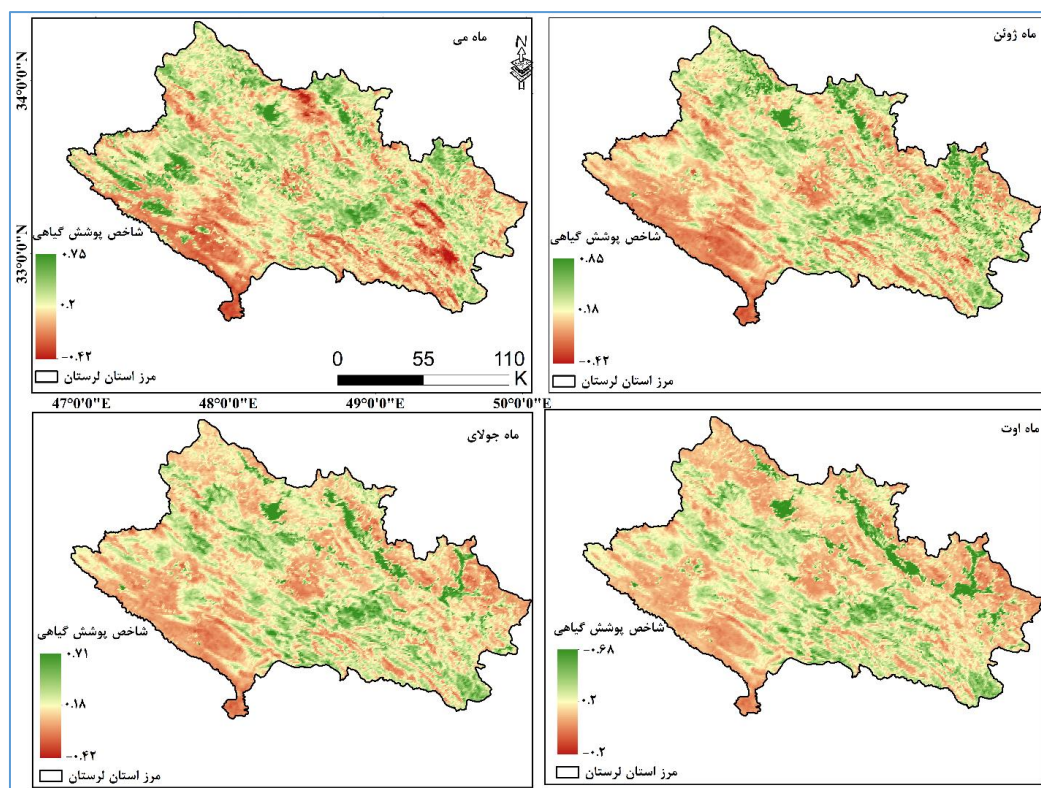 ماه می
N
34°0'0"N
33°0'0"N
شاخص پوشش گیاهی
۰.۷۵
۰.۲
−۰.۴۲
مرز استان لرستان
0 55 110
K
47°0'0"E 48°0'0"E 49°0'0"E 50°0'0"E
ماه ژوئن
شاخص پوشش گیاهی
۰.۸۵
۰.۱۸
−۰.۴۲
مرز استان لرستان
ماه جولای
شاخص پوشش گیاهی
۰.۷۱
۰.۱۸
−۰.۴۲
مرز استان لرستان
ماه اوت
شاخص پوشش گیاهی
−۰.۶۸
۰.۲
−۰.۲
مرز استان لرستان